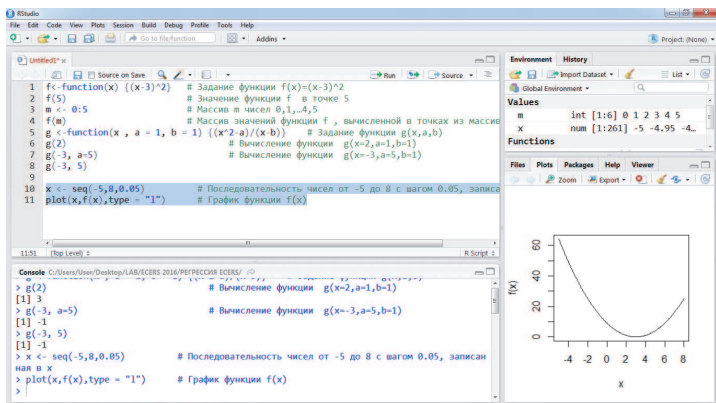 RStudio
File Edit Code View Plots Session Build Debug Profile Tools Help
Go to file/function Addins Project: (None)
Untitled1* ×
Source on Save Run Source
1 f<-function(x) {(x-3)^2} # Задание функции f(x)=(x-3)^2
2 f(5) # Значение функции f в точке 5
3 m <- 0:5 # Массив m чисел 0,1,..4,5
4 f(m) # Массив значений функции f , вычисленной в точках из массив
5 g <-function(x , a = 1, b = 1) {(x^2-a)/(x-b)} # Задание функции g(x,a,b)
6 g(2) # Вычисление функции g(x=2,a=1,b=1)
7 g(-3, a=5) # Вычисление функции g(x=-3,a=5,b=1)
8 g(-3, 5)
9
10 x <- seq(-5,8,0.05) # Последовательность чисел от -5 до 8 с шагом 0.05, записа
11 plot(x,f(x),type = "l") # График функции f(x)
11:51 (Top Level) R Script
Console C:/Users/User/Desktop/LAB/ECERS 2016/РЕГРЕССИЯ ECERS/
> g(2) # Вычисление функции g(x=2,a=1,b=1)
[1] 3
> g(-3, a=5) # Вычисление функции g(x=-3,a=5,b=1)
[1] -1
> g(-3, 5)
[1] -1
> x <- seq(-5,8,0.05) # Последовательность чисел от -5 до 8 с шагом 0.05, записан
ная в x
> plot(x,f(x),type = "l") # График функции f(x)
>
Environment History
Import Dataset List
Global Environment
Values
m int [1:6] 0 1 2 3 4 5
x num [1:261] -5 -4.95 -4…
Functions
Files Plots Packages Help Viewer
Zoom Export
f(x)
60
40
20
0
-4 -2 0 2 4 6 8
x